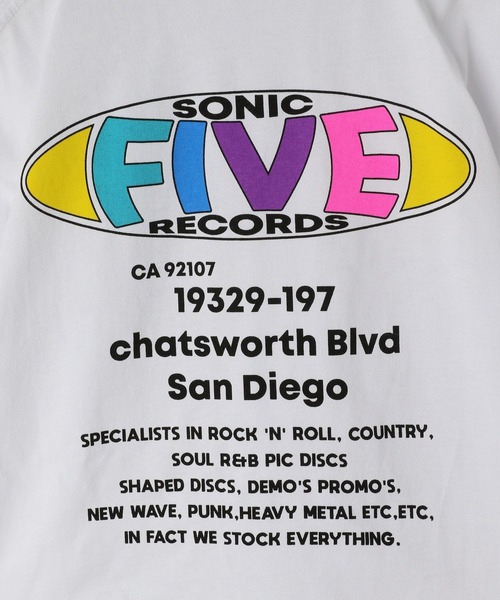 SONIC
FIVE
RECORDS
CA 92107
19329-197
chatsworth Blvd
San Diego
SPECIALISTS IN ROCK 'N' ROLL, COUNTRY,
SOUL R&B PIC DISCS
SHAPED DISCS, DEMO'S PROMO'S,
NEW WAVE, PUNK,HEAVY METAL ETC,ETC,
IN FACT WE STOCK EVERYTHING.